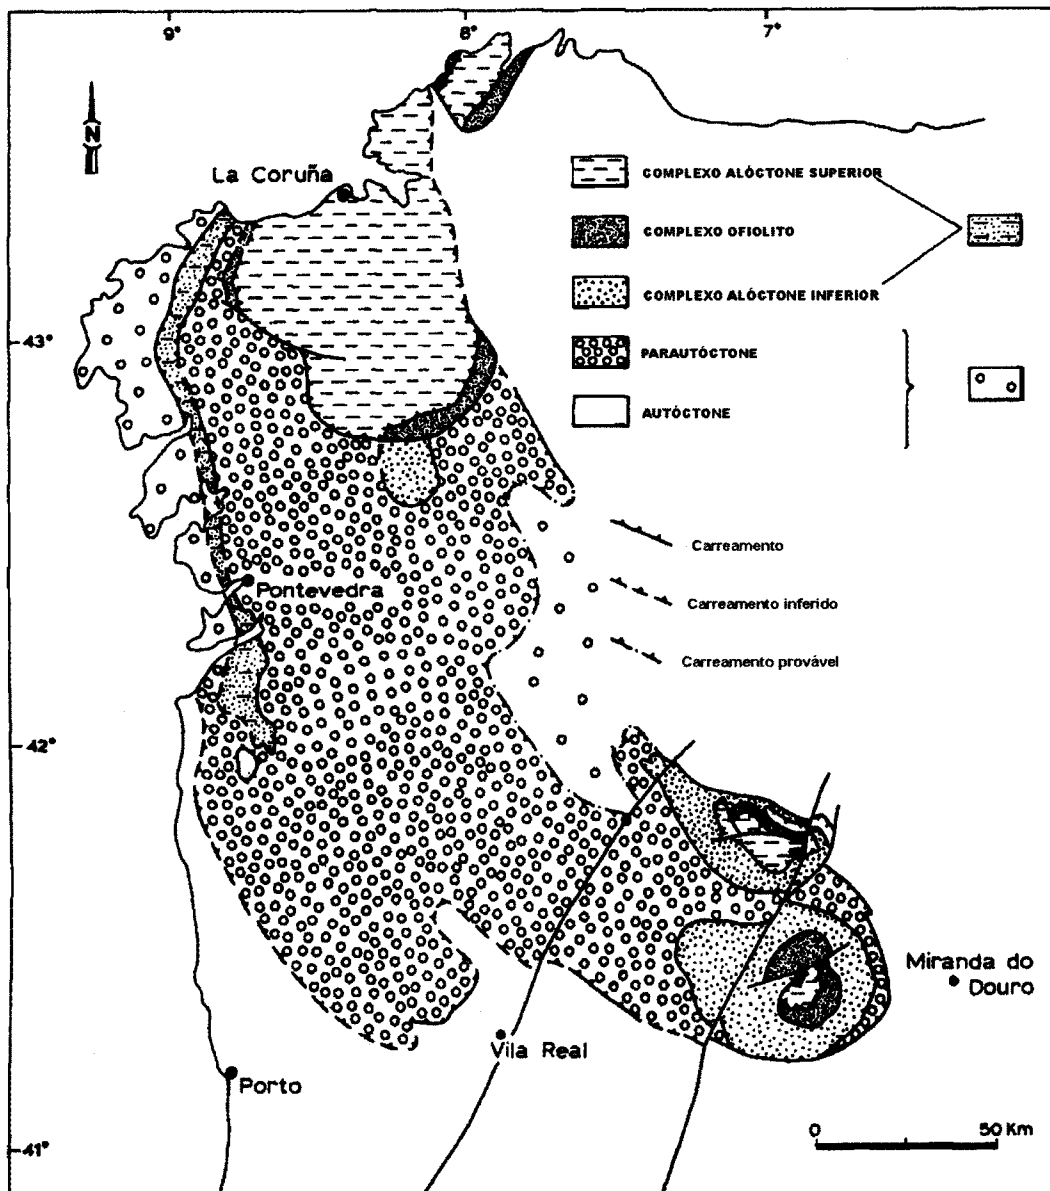 9°
8°
7°
N
La Coruña
COMPLEXO ALÓCTONE SUPERIOR
COMPLEXO OFIOLITO
COMPLEXO ALÓCTONE INFERIOR
43°
PARAUTÓCTONE
AUTÓCTONE
Carreamento
Pontevedra
Carreamento inferido
Carreamento provável
42°
Miranda do
Douro
Vila Real
Porto
0
50 Km
41°